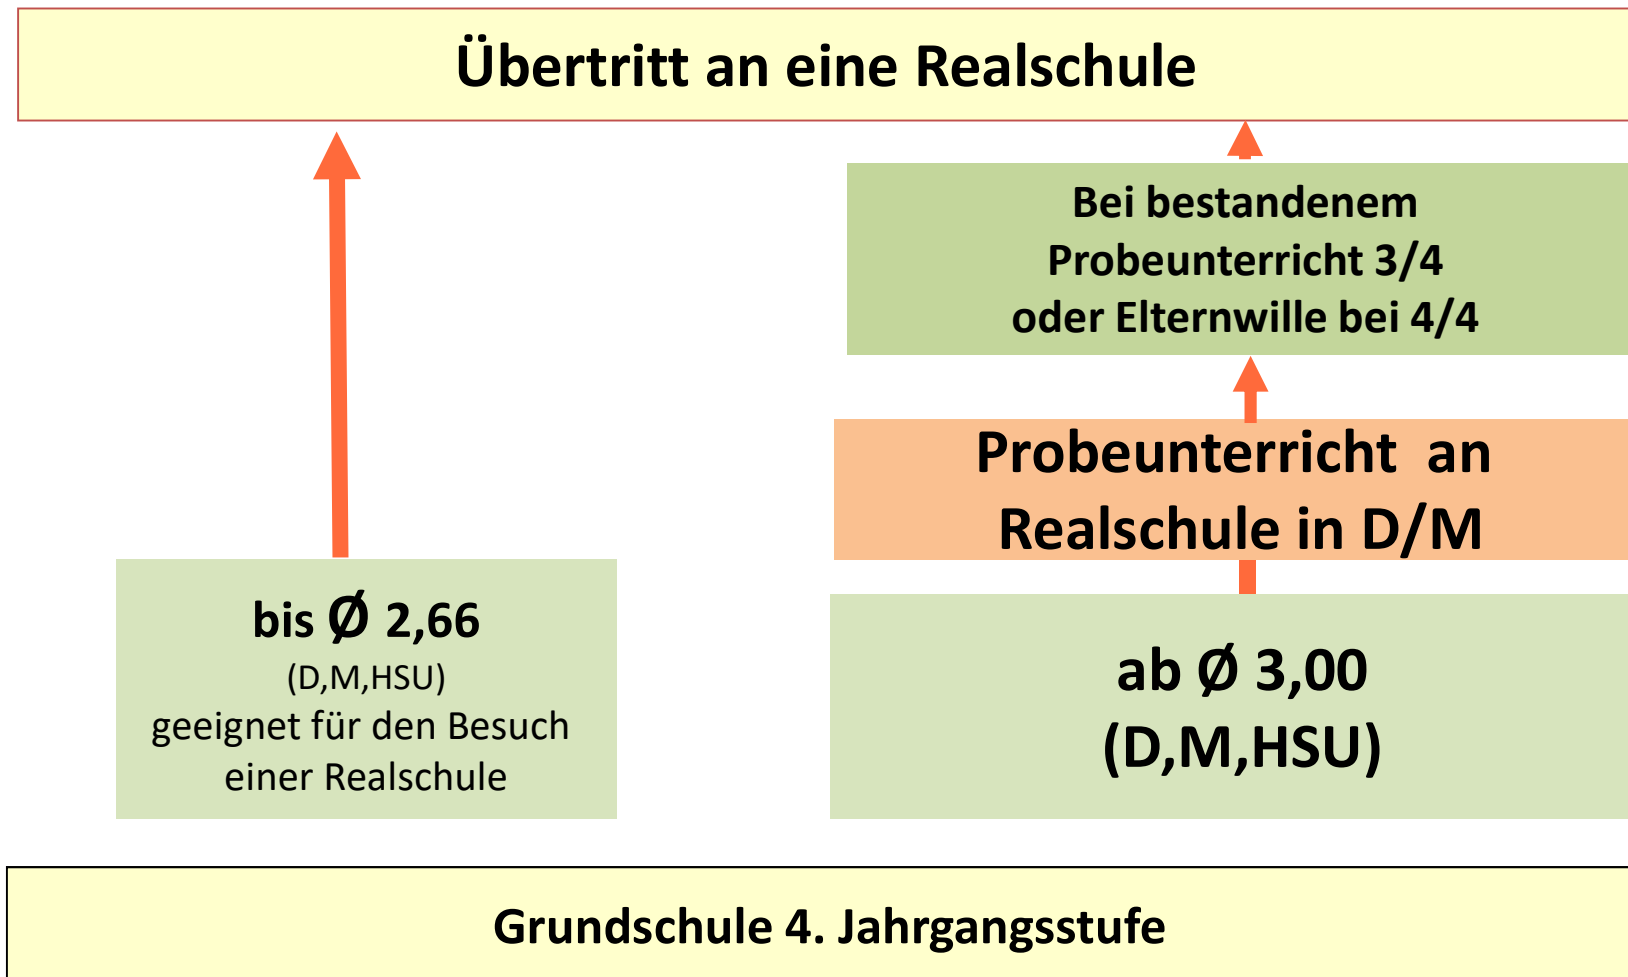 Übertritt an eine Realschule
Bei bestandenem
Probeunterricht 3/4
oder Elternwille bei 4/4
Probeunterricht an
Realschule in D/M
bis Ø 2,66
(D,M,HSU)
geeignet für den Besuch
einer Realschule
ab Ø 3,00
(D,M,HSU)
Grundschule 4. Jahrgangsstufe